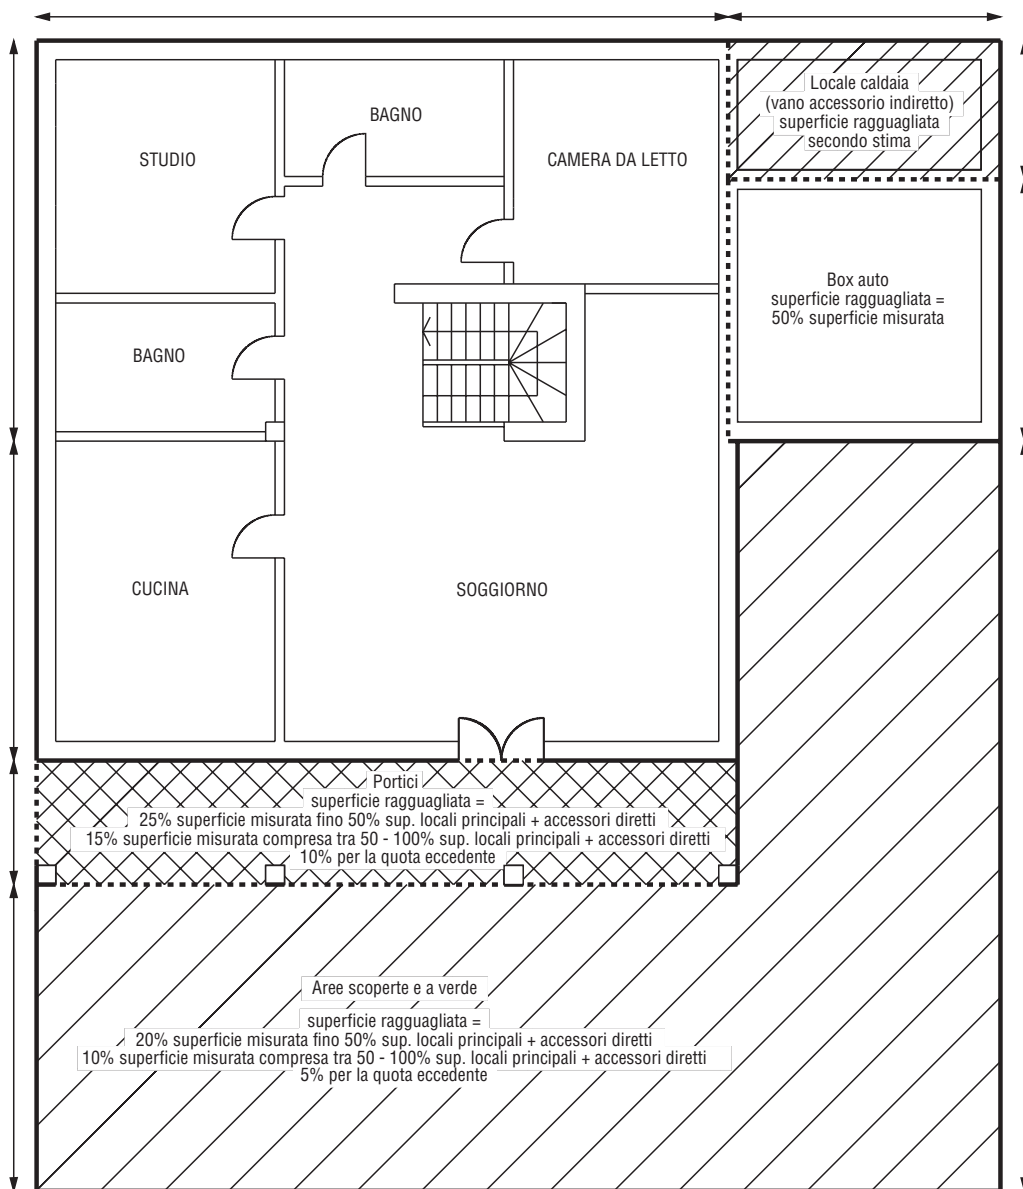 BAGNO
STUDIO
CAMERA DA LETTO
Locale caldaia
(vano accessorio indiretto)
superficie ragguagliata
secondo stima
Box auto
superficie ragguagliata =
50% superficie misurata
BAGNO
CUCINA
SOGGIORNO
Portici
superficie ragguagliata =
25% superficie misurata fino 50% sup. locali principali + accessori diretti
15% superficie misurata compresa tra 50 - 100% sup. locali principali + accessori diretti
10% per la quota eccedente
Aree scoperte e a verde
superficie ragguagliata =
20% superficie misurata fino 50% sup. locali principali + accessori diretti
10% superficie misurata compresa tra 50 - 100% sup. locali principali + accessori diretti
5% per la quota eccedente